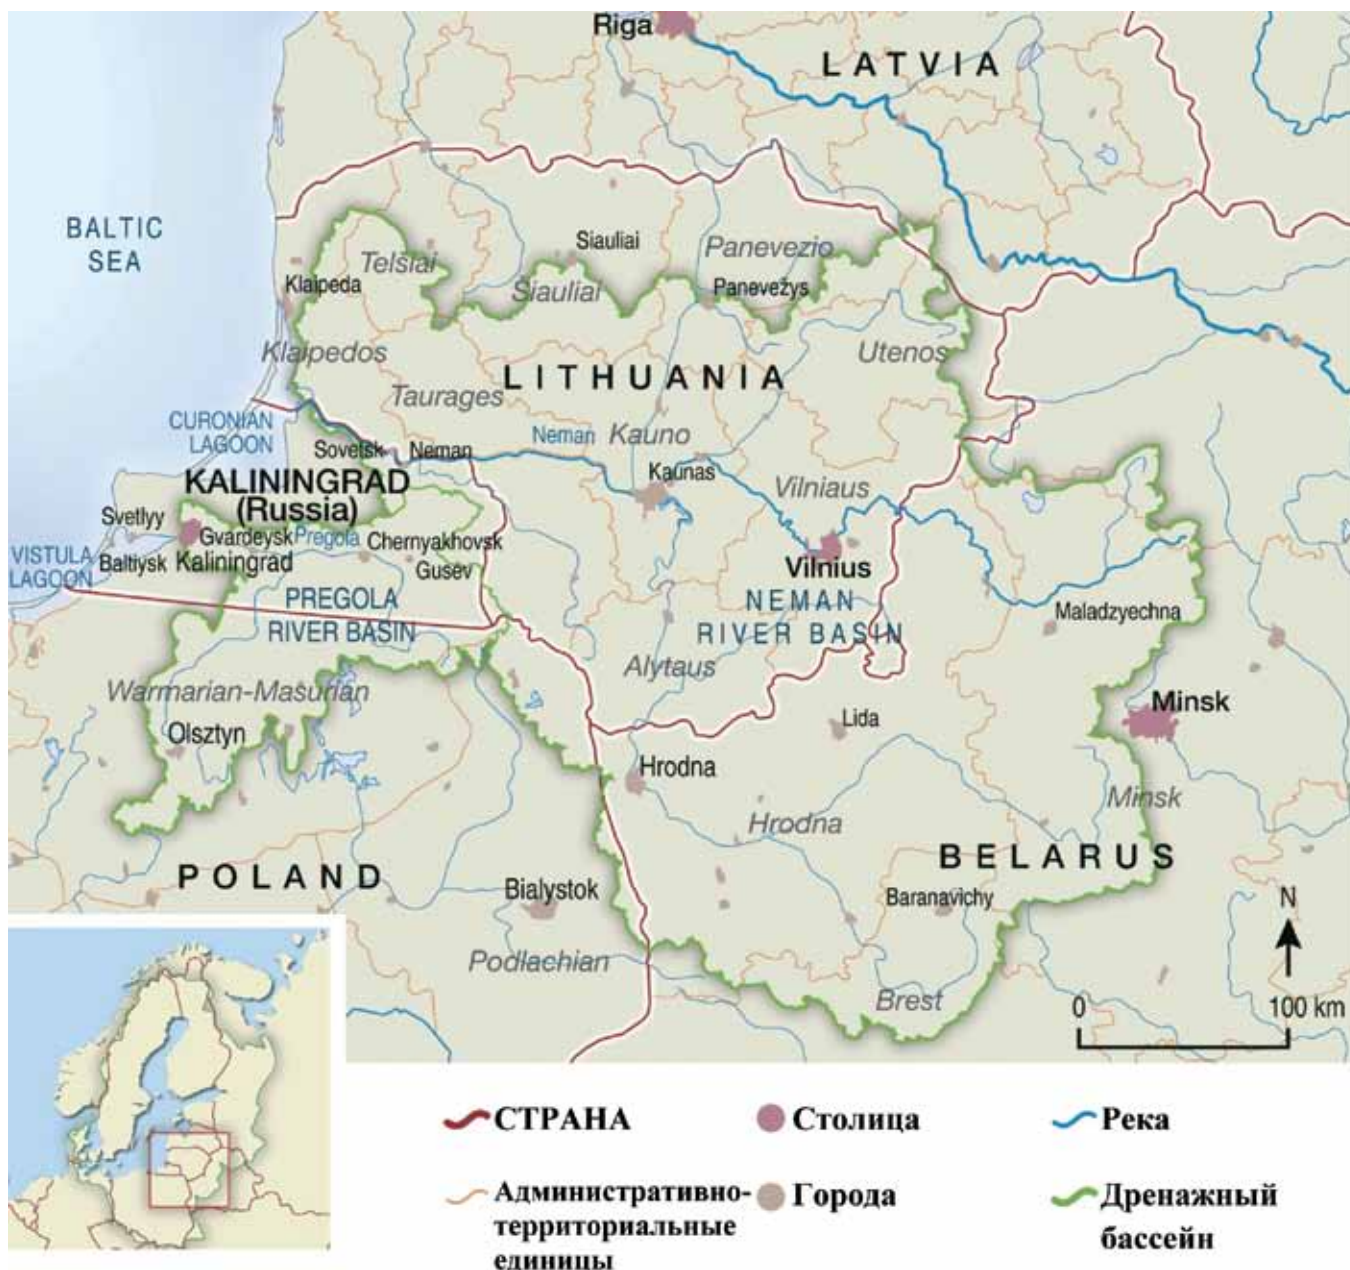 Riga
LATVIA
BALTIC
SEA
Siauliai
Panevezio
Telšiai
Klaipeda
Šiauliai
Panevežys
Klaipedos
Utenos
LITHUANIA
Taurages
CURONIAN
LAGOON
Neman
Kauno
Sovetsk
Neman
Kaunas
KALININGRAD
(Russia)
Vilniaus
Svetlyy
Gvardeysk
Pregola
Chernyakhovsk
VISTULA
LAGOON
Baltiysk
Kaliningrad
Gusev
Vilnius
PREGOLA
RIVER BASIN
NEMAN
RIVER BASIN
Maladzyechna
Alytaus
Warmarian-Masurian
Minsk
Olsztyn
Lida
Hrodna
Minsk
Hrodna
BELARUS
POLAND
Bialystok
Baranavichy
N
Podlachian
Brest
0
100 km
СТРАНА
Столица
Река
Административно-
территориальные
единицы
Города
Дренажный
бассейн